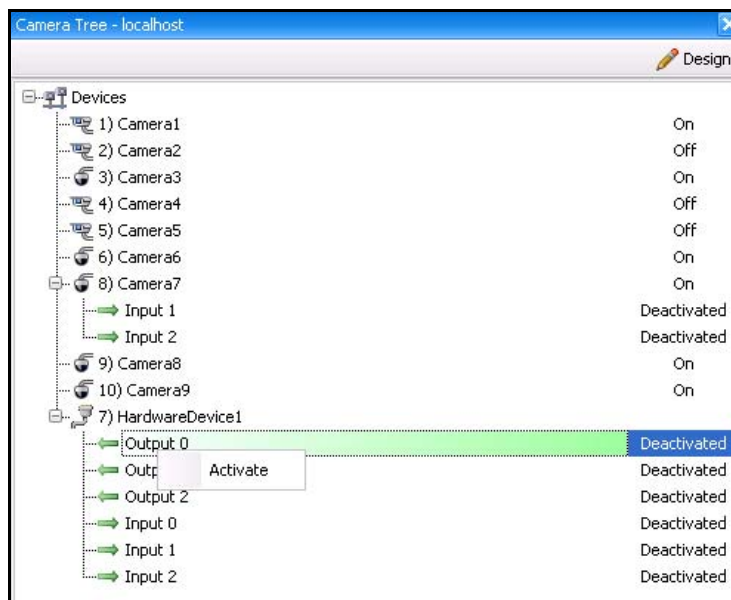 Camera Tree - localhost
Design
Devices
1) Camera1 On
2) Camera2 Off
3) Camera3 On
4) Camera4 Off
5) Camera5 Off
6) Camera6 On
8) Camera7 On
Input 1 Deactivated
Input 2 Deactivated
9) Camera8 On
10) Camera9 On
7) HardwareDevice1
Output 0 Deactivated
Activate
Deactivated
Output 2 Deactivated
Input 0 Deactivated
Input 1 Deactivated
Input 2 Deactivated